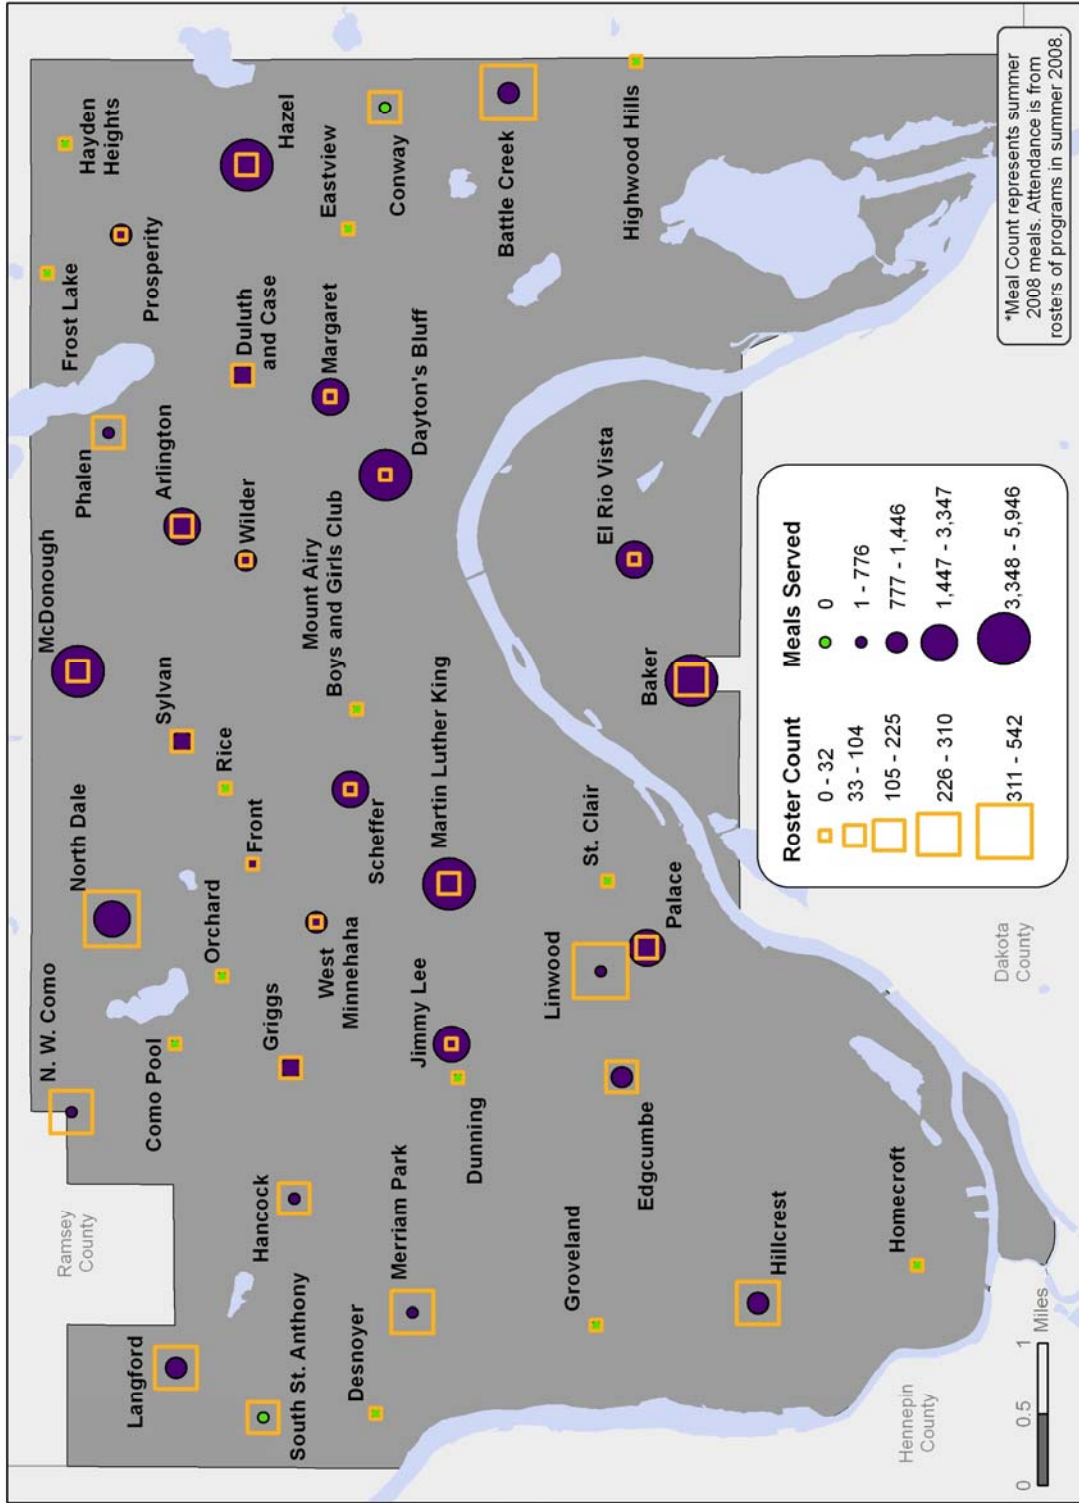 Hayden
Heights
Frost Lake
Prosperity
Hazel
Phalen
Duluth
and Case
Eastview
Conway
McDonough
Arlington
Wilder
Margaret
Dayton's Bluff
Battle Creek
Highwood Hills
North Dale
Sylvan
Rice
Front
Mount Airy
Boys and Girls Club
Scheffer
Martin Luther King
El Rio Vista
Baker
N. W. Como
Como Pool
Orchard
Griggs
West
Minnehaha
Jimmy Lee
Dunning
St. Clair
Linwood
Palace
Edgcumbe
Ramsey
County
Hancock
Merriam Park
Langford
South St. Anthony
Desnoyer
Groveland
Hillcrest
Homecroft
Hennepin
County
Dakota
County
0 0.5 1
Miles
Roster Count
0 - 32
33 - 104
105 - 225
226 - 310
311 - 542
Meals Served
0
1 - 776
777 - 1,446
1,447 - 3,347
3,348 - 5,946
*Meal Count represents summer
2008 meals. Attendance is from
rosters of programs in summer 2008.